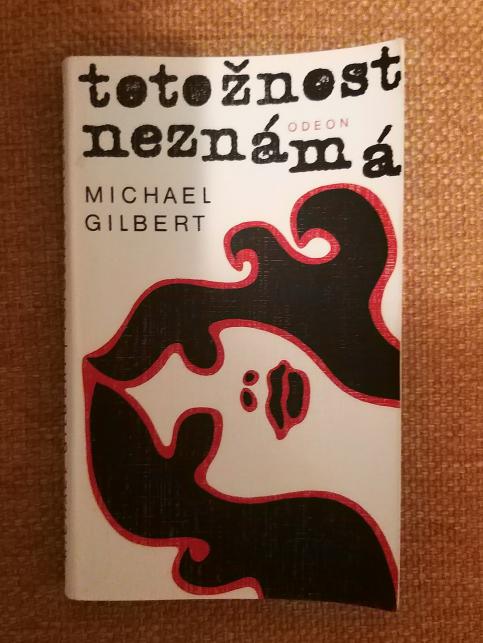 totožnost
neznámá
ODEON
MICHAEL
GILBERT